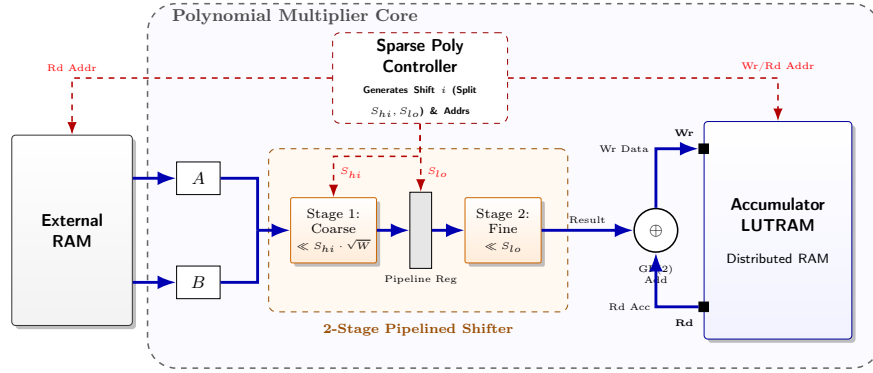 Polynomial Multiplier Core
Sparse Poly
Controller
Generates Shift i (Split
S_hi, S_lo) & Addrs
Rd Addr
Wr/Rd Addr
External
RAM
A
B
S_hi
S_lo
Stage 1:
Coarse
≪ S_hi · √W
Pipeline Reg
Stage 2:
Fine
≪ S_lo
2-Stage Pipelined Shifter
Result
⊕
Add
Wr Data
Wr
Rd Acc
Rd
Accumulator
LUTRAM
Distributed RAM